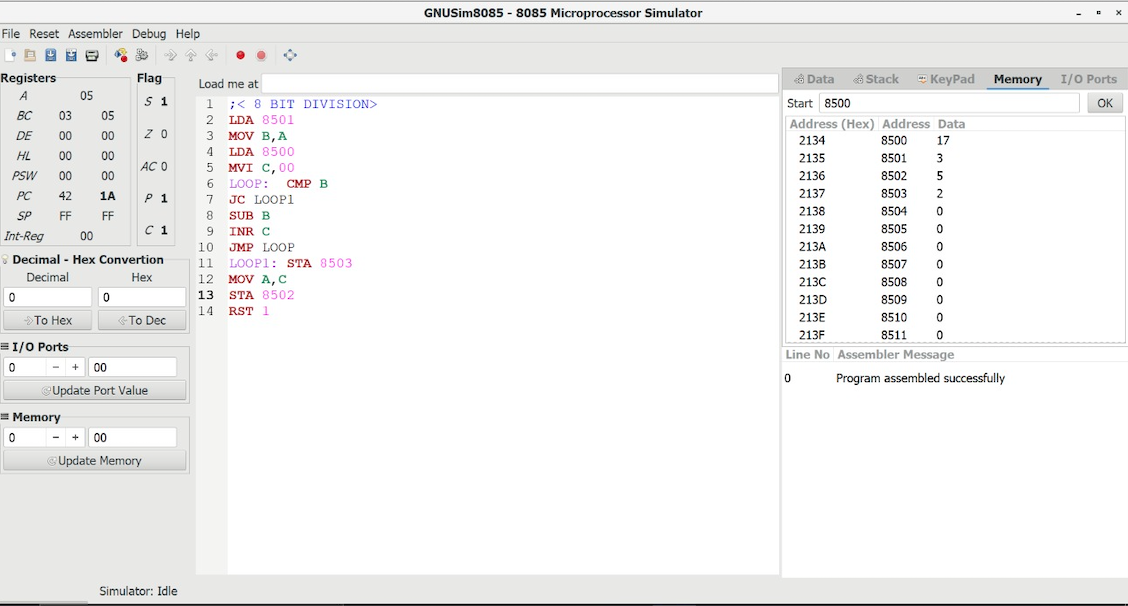 GNUSim8085 - 8085 Microprocessor Simulator
File Reset Assembler Debug Help
Registers
A 05
BC 03 05
DE 00 00
HL 00 00
PSW 00 00
PC 42 1A
SP FF FF
Int-Reg 00
Flag
S 1
Z 0
AC 0
P 1
C 1
Decimal - Hex Convertion
Decimal Hex
0 0
To Hex To Dec
I/O Ports
0 − + 00
Update Port Value
Memory
0 − + 00
Update Memory
Load me at
1 ;< 8 BIT DIVISION>
2 LDA 8501
3 MOV B,A
4 LDA 8500
5 MVI C,00
6 LOOP: CMP B
7 JC LOOP1
8 SUB B
9 INR C
10 JMP LOOP
11 LOOP1: STA 8503
12 MOV A,C
13 STA 8502
14 RST 1
Data Stack KeyPad Memory I/O Ports
Start 8500 OK
Address (Hex) Address Data
2134 8500 17
2135 8501 3
2136 8502 5
2137 8503 2
2138 8504 0
2139 8505 0
213A 8506 0
213B 8507 0
213C 8508 0
213D 8509 0
213E 8510 0
213F 8511 0
Line No Assembler Message
0 Program assembled successfully
Simulator: Idle